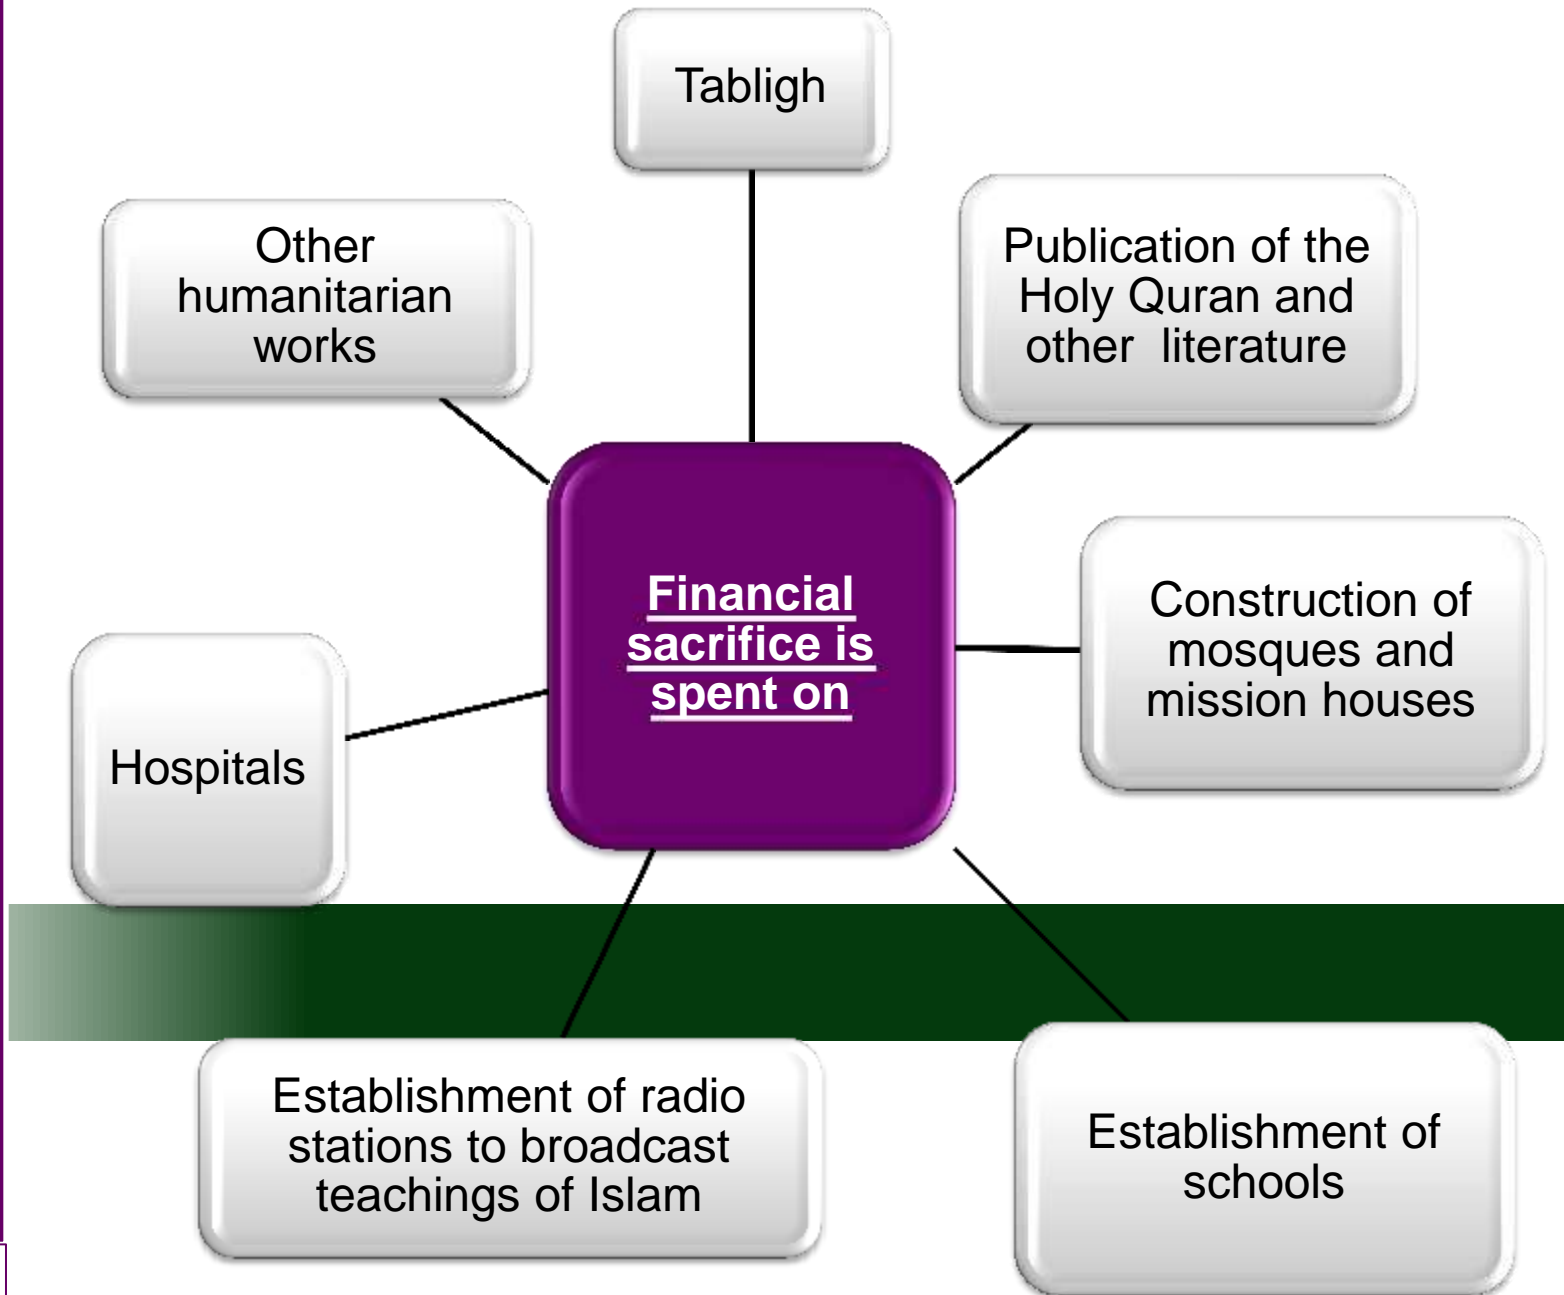 Tabligh
Publication of the
Holy Quran and
other  literature
Construction of
mosques and
mission houses
Establishment of
schools
Establishment of radio
stations to broadcast
teachings of Islam
Hospitals
Other
humanitarian
works
Financial
sacrifice is
spent on